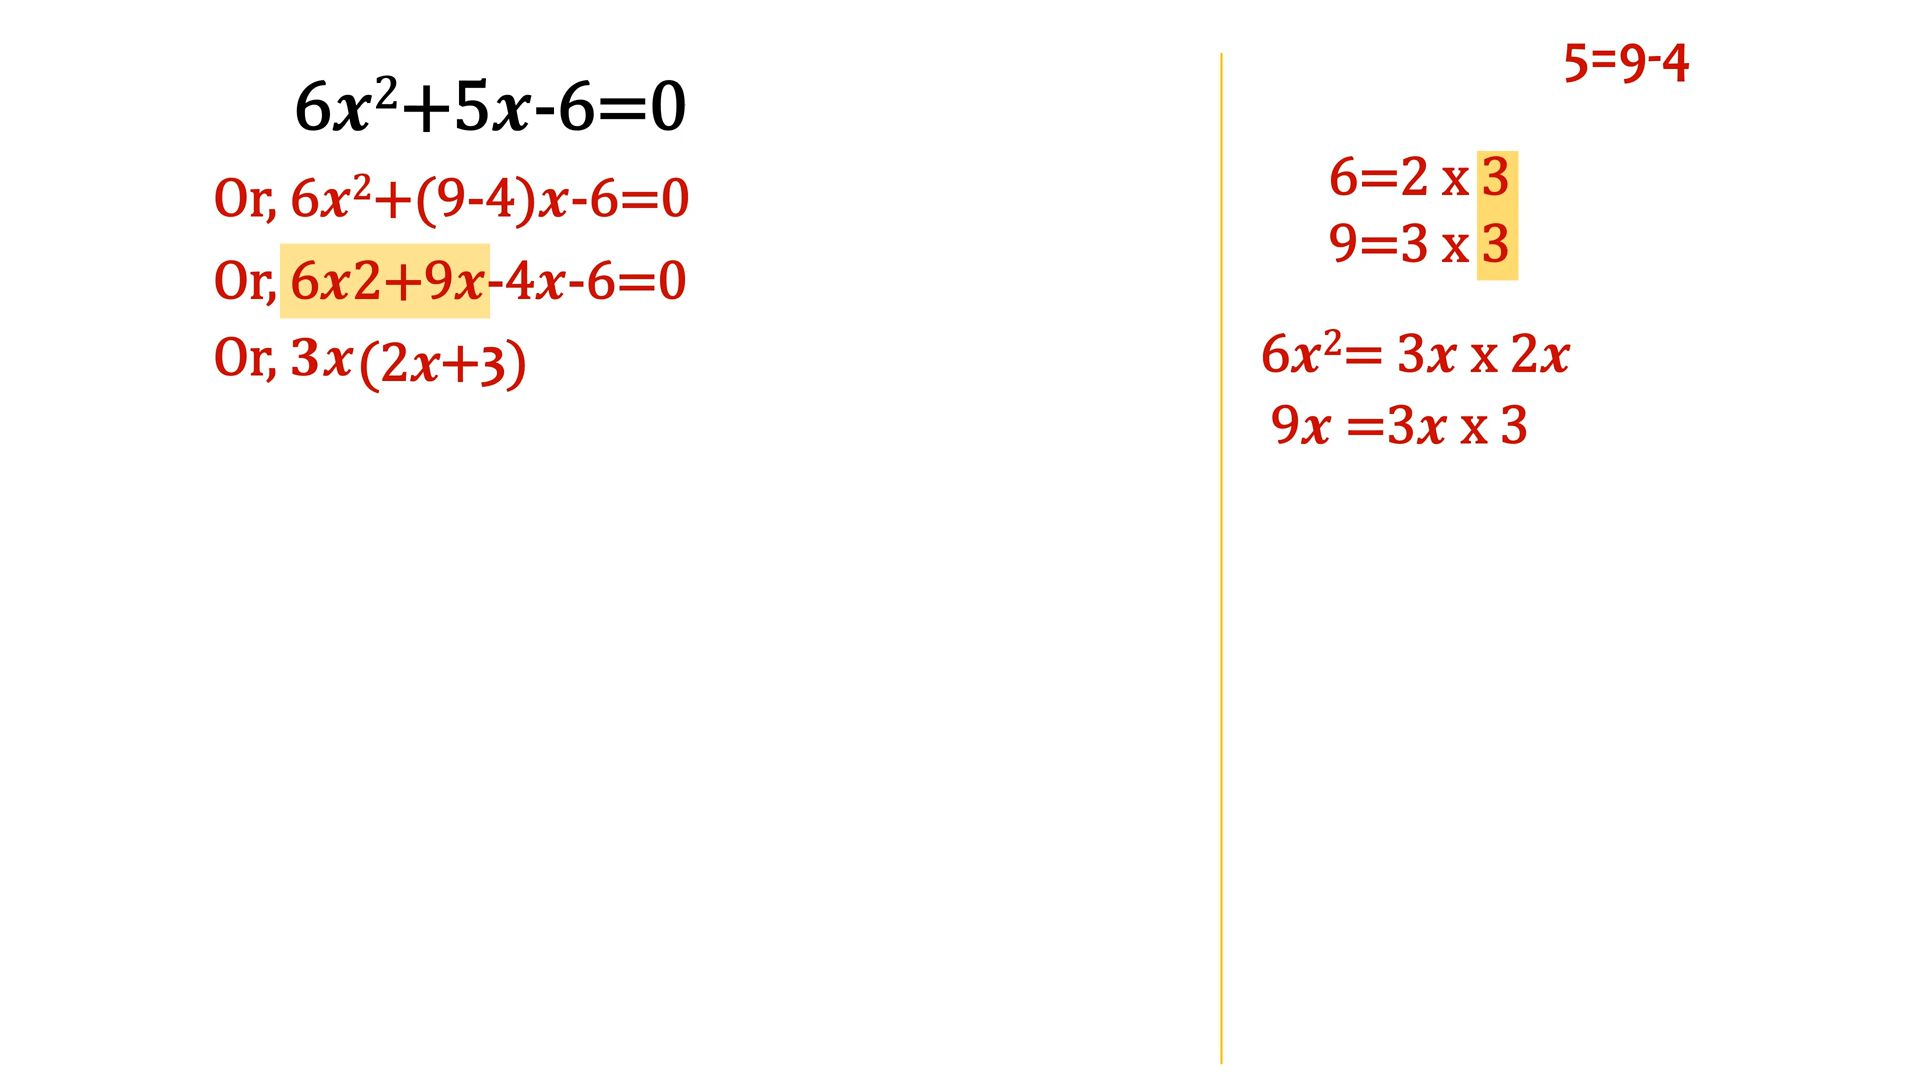 6x²+5x-6=0
Or, 6x²+(9-4)x-6=0
Or, 6x2+9x-4x-6=0
Or, 3x(2x+3)
5=9-4
6=2 x 3
9=3 x 3
6x²= 3x x 2x
9x =3x x 3